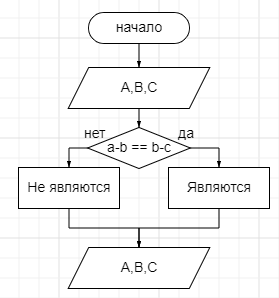 начало
A,B,C
нет
да
a-b == b-c
Не являются
Являются
A,B,C